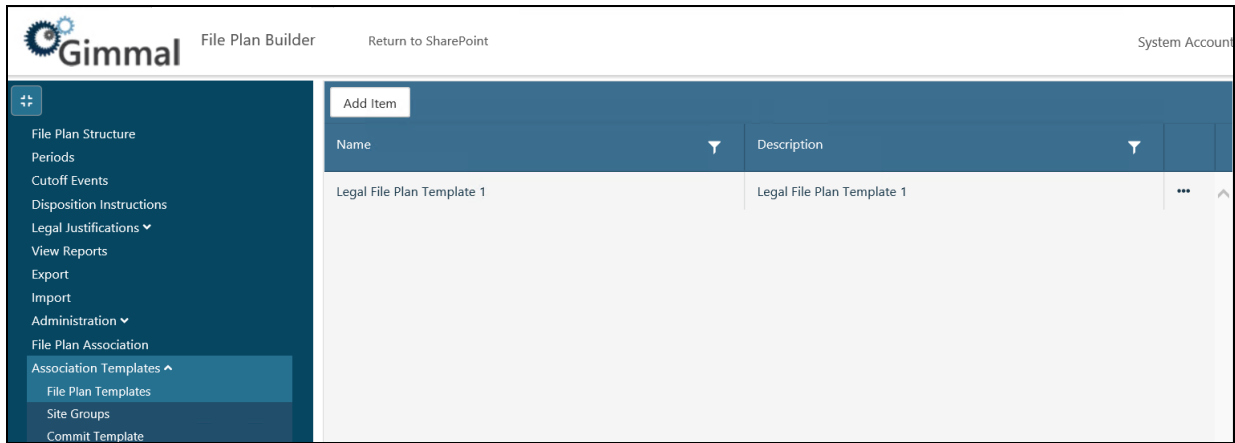 Gimmal File Plan Builder Return to SharePoint System Account
Add Item
File Plan Structure
Name Description
Periods
Cutoff Events
Legal File Plan Template 1 Legal File Plan Template 1 •••
Disposition Instructions
Legal Justifications
View Reports
Export
Import
Administration
File Plan Association
Association Templates
File Plan Templates
Site Groups
Commit Template